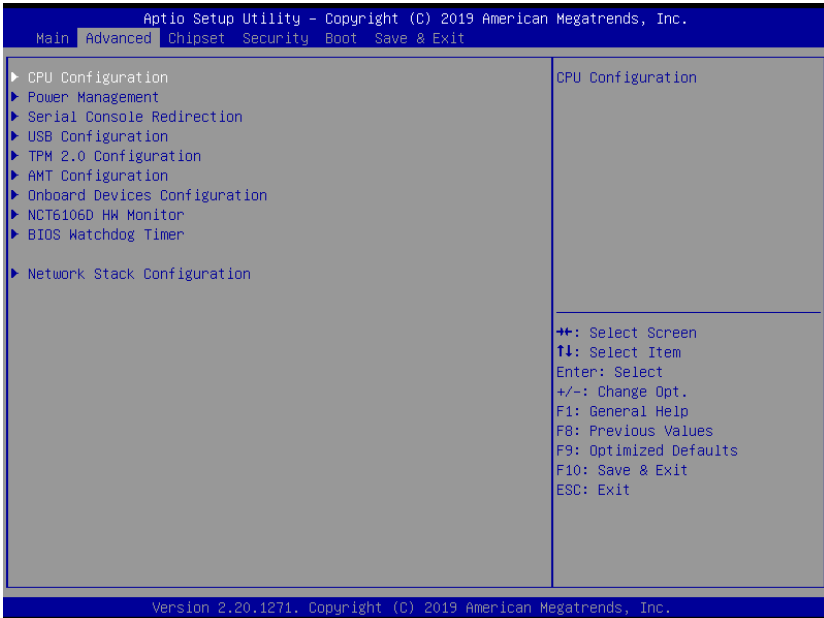 Aptio Setup Utility – Copyright (C) 2019 American Megatrends, Inc.
Main Advanced Chipset Security Boot Save & Exit
▶ CPU Configuration
▶ Power Management
▶ Serial Console Redirection
▶ USB Configuration
▶ TPM 2.0 Configuration
▶ AMT Configuration
▶ Onboard Devices Configuration
▶ NCT6106D HW Monitor
▶ BIOS Watchdog Timer
▶ Network Stack Configuration
CPU Configuration
→←: Select Screen
↑↓: Select Item
Enter: Select
+/-: Change Opt.
F1: General Help
F8: Previous Values
F9: Optimized Defaults
F10: Save & Exit
ESC: Exit
Version 2.20.1271. Copyright (C) 2019 American Megatrends, Inc.